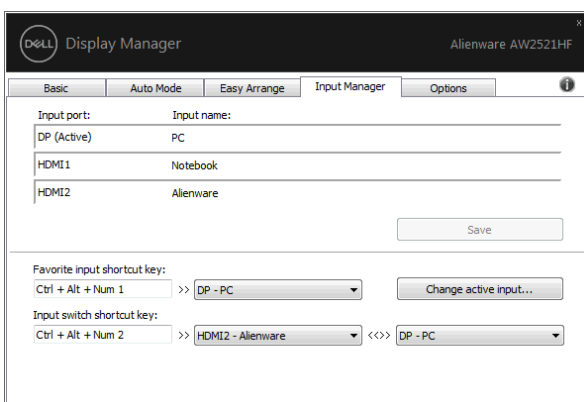 DELL Display Manager Alienware AW2521HF
x
Basic Auto Mode Easy Arrange Input Manager Options i
Input port: Input name:
DP (Active) PC
HDMI1 Notebook
HDMI2 Alienware
Save
Favorite input shortcut key:
Ctrl + Alt + Num 1 >> DP - PC Change active input...
Input switch shortcut key:
Ctrl + Alt + Num 2 >> HDMI2 - Alienware <<>> DP - PC